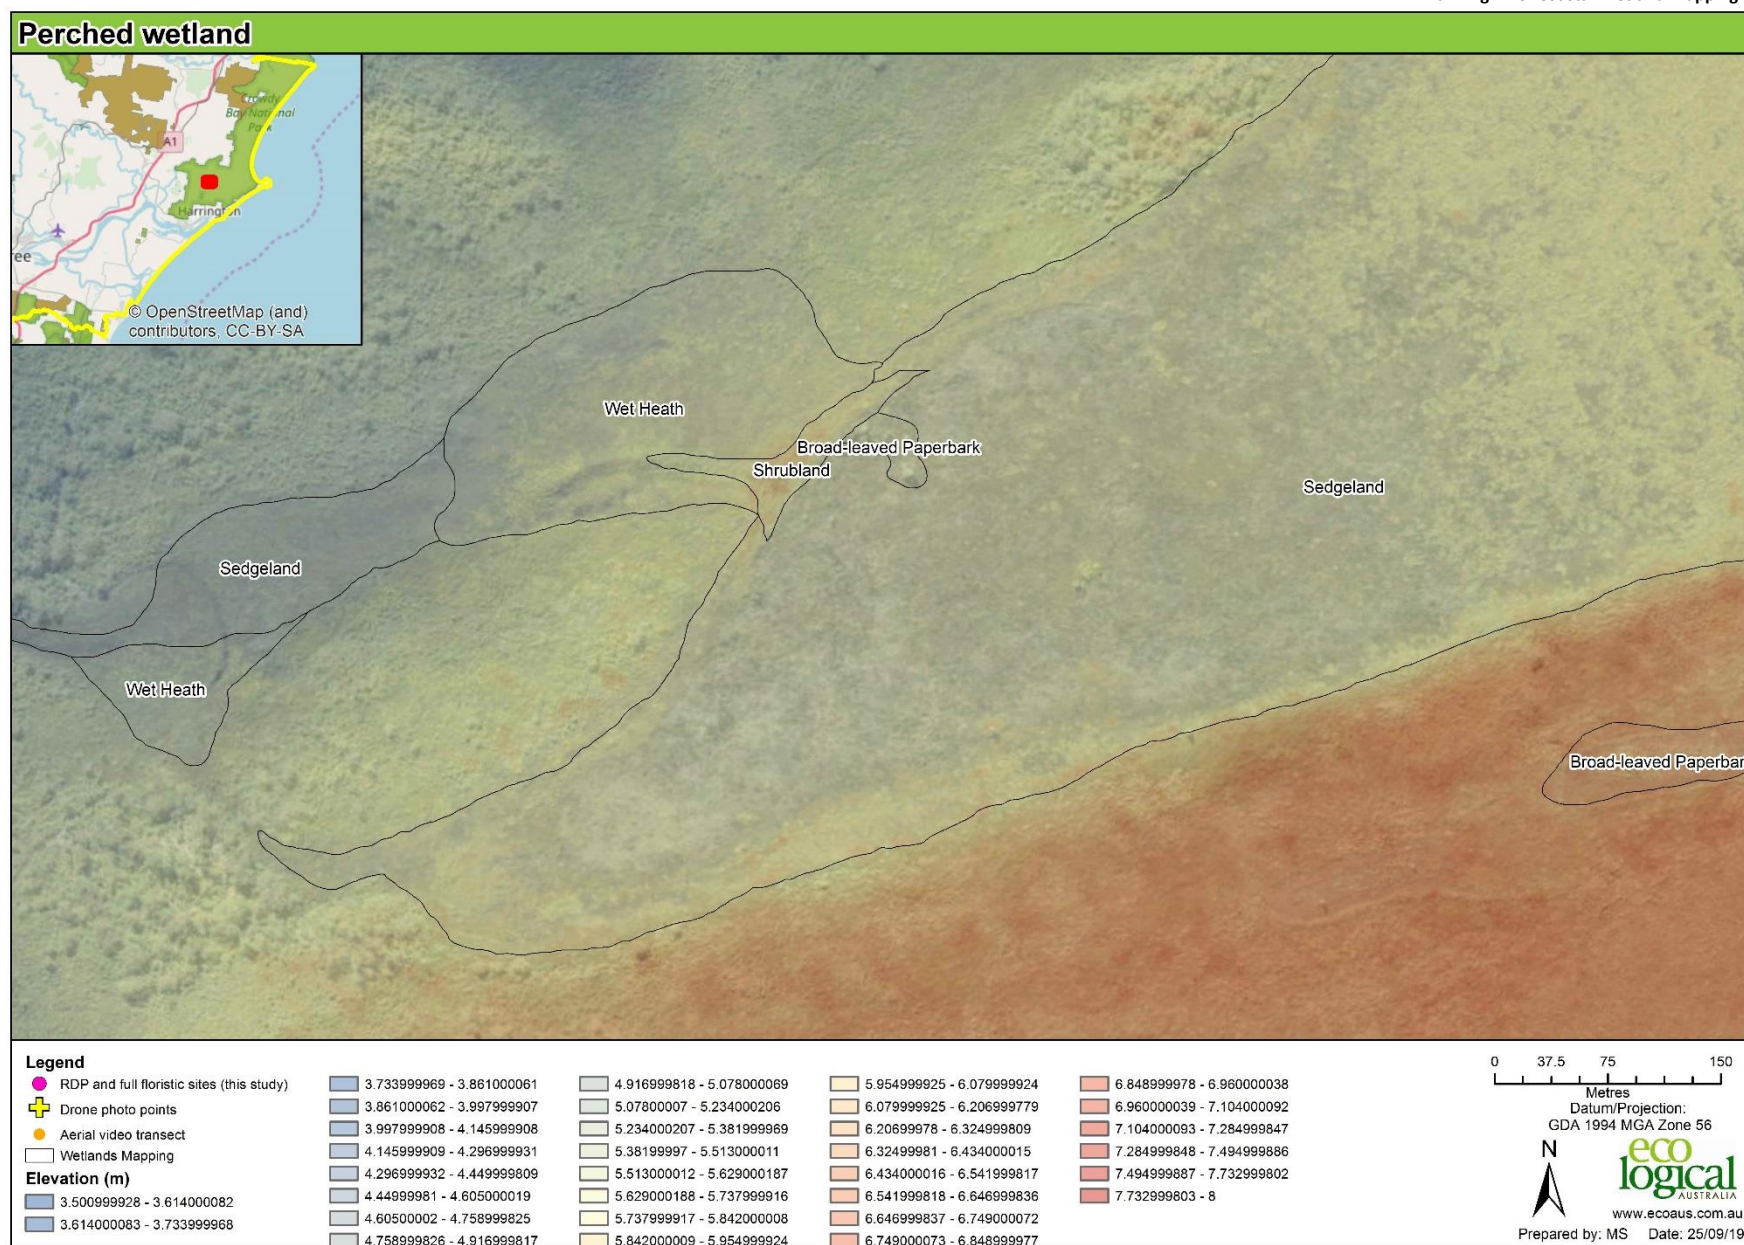 Perched wetland
Crowdy
Bay National
Park
A1
Harrington
ree
© OpenStreetMap (and)
contributors, CC-BY-SA
Wet Heath
Broad-leaved Paperbark
Shrubland
Sedgeland
Sedgeland
Wet Heath
Broad-leaved Paperbar
Legend
RDP and full floristic sites (this study)
Drone photo points
Aerial video transect
Wetlands Mapping
Elevation (m)
3.500999928 - 3.614000082
3.614000083 - 3.733999968
3.733999969 - 3.861000061
3.861000062 - 3.997999907
3.997999908 - 4.145999908
4.145999909 - 4.296999931
4.296999932 - 4.449999809
4.44999981 - 4.605000019
4.60500002 - 4.758999825
4.758999826 - 4.916999817
4.916999818 - 5.078000069
5.07800007 - 5.234000206
5.234000207 - 5.381999969
5.38199997 - 5.513000011
5.513000012 - 5.629000187
5.629000188 - 5.737999916
5.737999917 - 5.842000008
5.842000009 - 5.954999924
5.954999925 - 6.079999924
6.079999925 - 6.206999779
6.20699978 - 6.324999809
6.32499981 - 6.434000015
6.434000016 - 6.541999817
6.541999818 - 6.646999836
6.646999837 - 6.749000072
6.749000073 - 6.848999977
6.848999978 - 6.960000038
6.960000039 - 7.104000092
7.104000093 - 7.284999847
7.284999848 - 7.494999886
7.494999887 - 7.732999802
7.732999803 - 8
0 37.5 75 150
Metres
Datum/Projection:
GDA 1994 MGA Zone 56
N
eco
logical
AUSTRALIA
www.ecoaus.com.au
Prepared by: MS Date: 25/09/19